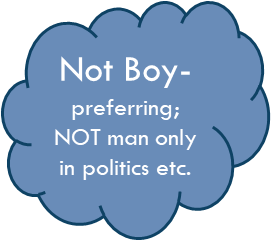 Not Boy-
preferring;
NOT man only
in politics etc.